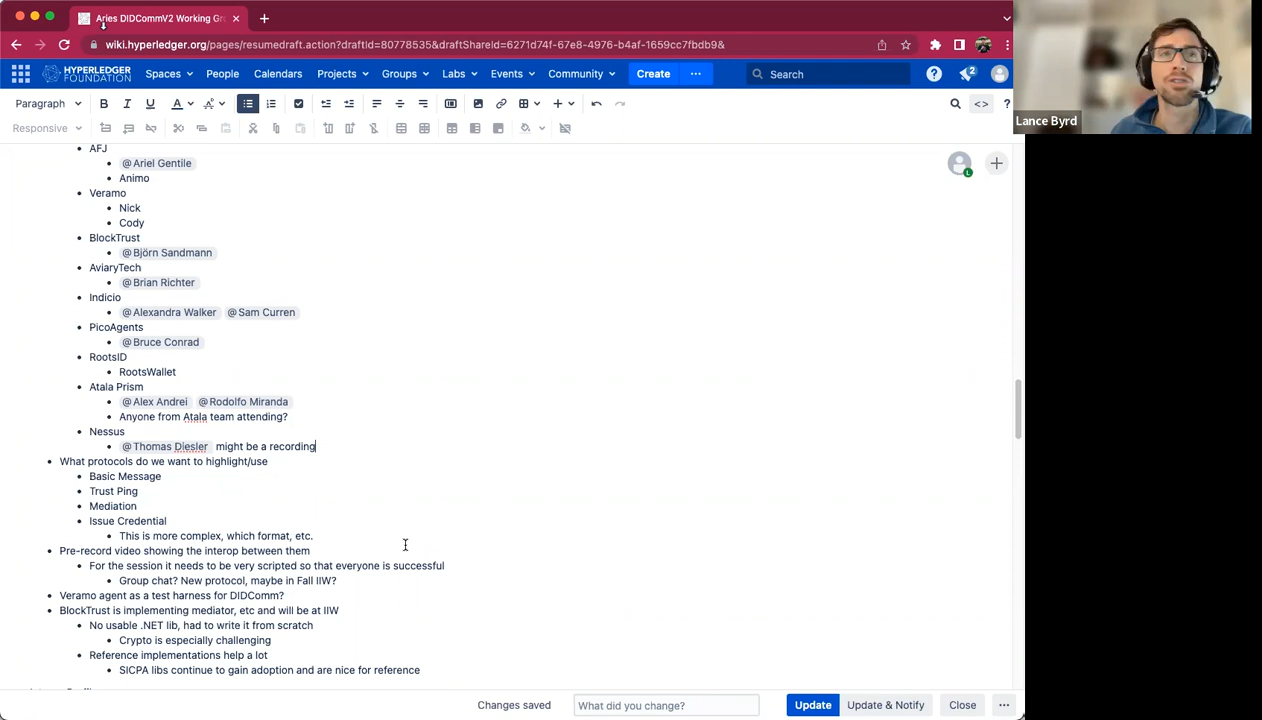 Aries DIDCommV2 Working Gr
wiki.hyperledger.org/pages/resumedraft.action?draftId=80778535&draftShareId=6271d74f-67e8-4976-b4af-1659cc7fbdb9&
HYPERLEDGER
FOUNDATION
Spaces People Calendars Projects Groups Labs Events Community Create ... Search 2
Paragraph B I U A
Responsive
Lance Byrd
AFJ
@Ariel Gentile
Animo
Veramo
Nick
Cody
BlockTrust
@Björn Sandmann
AviaryTech
@Brian Richter
Indicio
@Alexandra Walker @Sam Curren
PicoAgents
@Bruce Conrad
RootsID
RootsWallet
Atala Prism
@Alex Andrei @Rodolfo Miranda
Anyone from Atala team attending?
Nessus
@Thomas Diesler might be a recording
What protocols do we want to highlight/use
Basic Message
Trust Ping
Mediation
Issue Credential
This is more complex, which format, etc.
Pre-record video showing the interop between them
For the session it needs to be very scripted so that everyone is successful
Group chat? New protocol, maybe in Fall IIW?
Veramo agent as a test harness for DIDComm?
BlockTrust is implementing mediator, etc and will be at IIW
No usable .NET lib, had to write it from scratch
Crypto is especially challenging
Reference implementations help a lot
SICPA libs continue to gain adoption and are nice for reference
Changes saved What did you change? Update Update & Notify Close ...